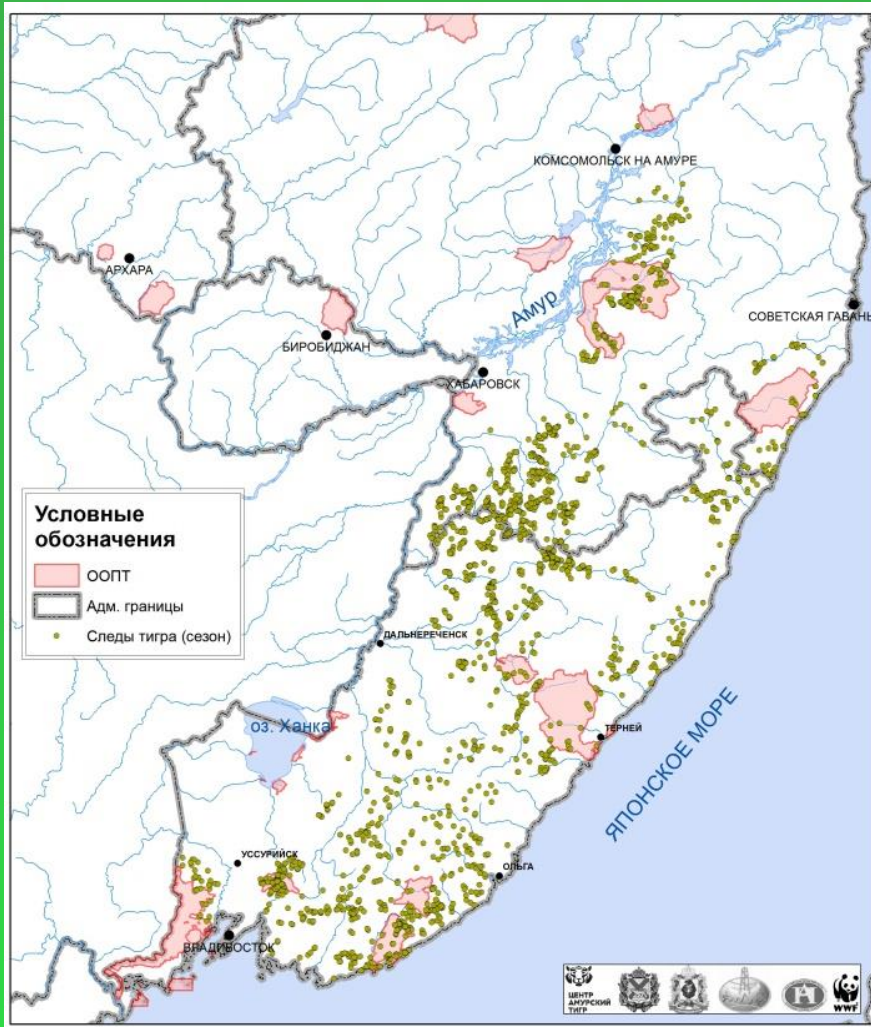 КОМСОМОЛЬСК НА АМУРЕ
АРХАРА
Амур
СОВЕТСКАЯ ГАВАНЬ
БИРОБИДЖАН
ХАБАРОВСК
Условные
обозначения
ООПТ
Адм. границы
Следы тигра (сезон)
ДАЛЬНЕРЕЧЕНСК
оз. Ханка
ТЕРНЕЙ
ЯПОНСКОЕ МОРЕ
УССУРИЙСК
ОЛЬГА
ВЛАДИВОСТОК
ЦЕНТР
АМУРСКИЙ
ТИГР
WWF